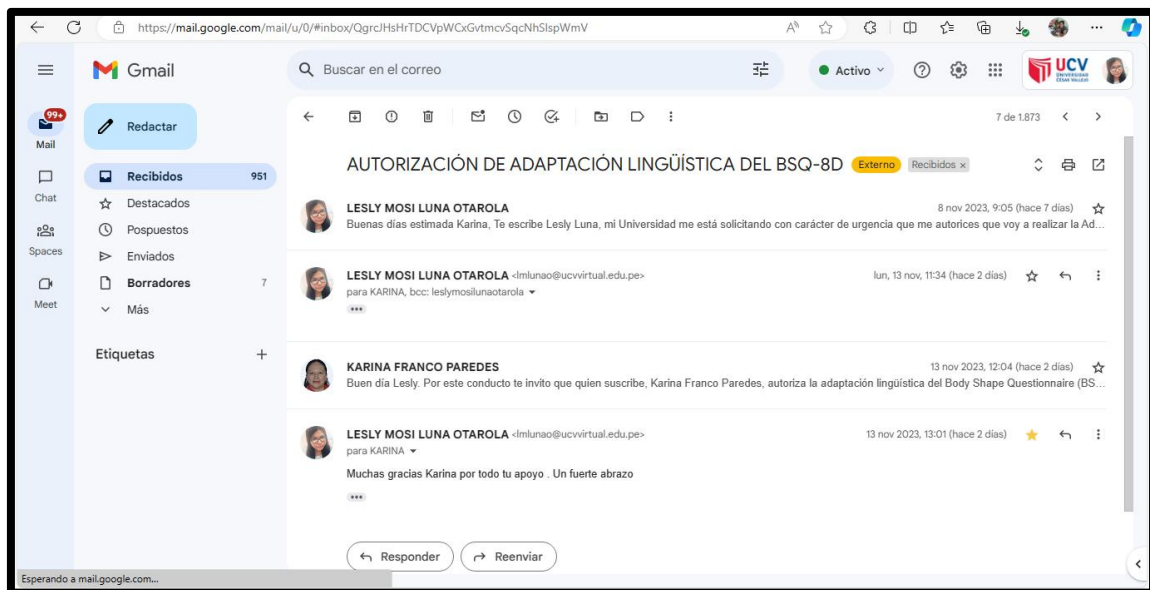 https://mail.google.com/mail/u/0/#inbox/QgrcJHsHrTDCVpWCxGvtmcvSqcNhSlspWmV
Gmail
Buscar en el correo
Activo
UCV
UNIVERSIDAD
CÉSAR VALLEJO
99+
Mail
Redactar
7 de 1.873
Chat
Recibidos 951
Destacados
Pospuestos
Spaces
Enviados
Borradores 7
Meet
Más
Etiquetas
AUTORIZACIÓN DE ADAPTACIÓN LINGÜÍSTICA DEL BSQ-8D Externo Recibidos ×
LESLY MOSI LUNA OTAROLA 8 nov 2023, 9:05 (hace 7 días)
Buenas días estimada Karina, Te escribe Lesly Luna, mi Universidad me está solicitando con carácter de urgencia que me autorices que voy a realizar la Ad...
LESLY MOSI LUNA OTAROLA <lmlunao@ucvvirtual.edu.pe> lun, 13 nov, 11:34 (hace 2 días)
para KARINA, bcc: leslymosilunaotarola
KARINA FRANCO PAREDES 13 nov 2023, 12:04 (hace 2 días)
Buen día Lesly. Por este conducto te invito que quien suscribe, Karina Franco Paredes, autoriza la adaptación lingüística del Body Shape Questionnaire (BS...
LESLY MOSI LUNA OTAROLA <lmlunao@ucvvirtual.edu.pe> 13 nov 2023, 13:01 (hace 2 días)
para KARINA
Muchas gracias Karina por todo tu apoyo . Un fuerte abrazo
Responder
Reenviar
Esperando a mail.google.com...